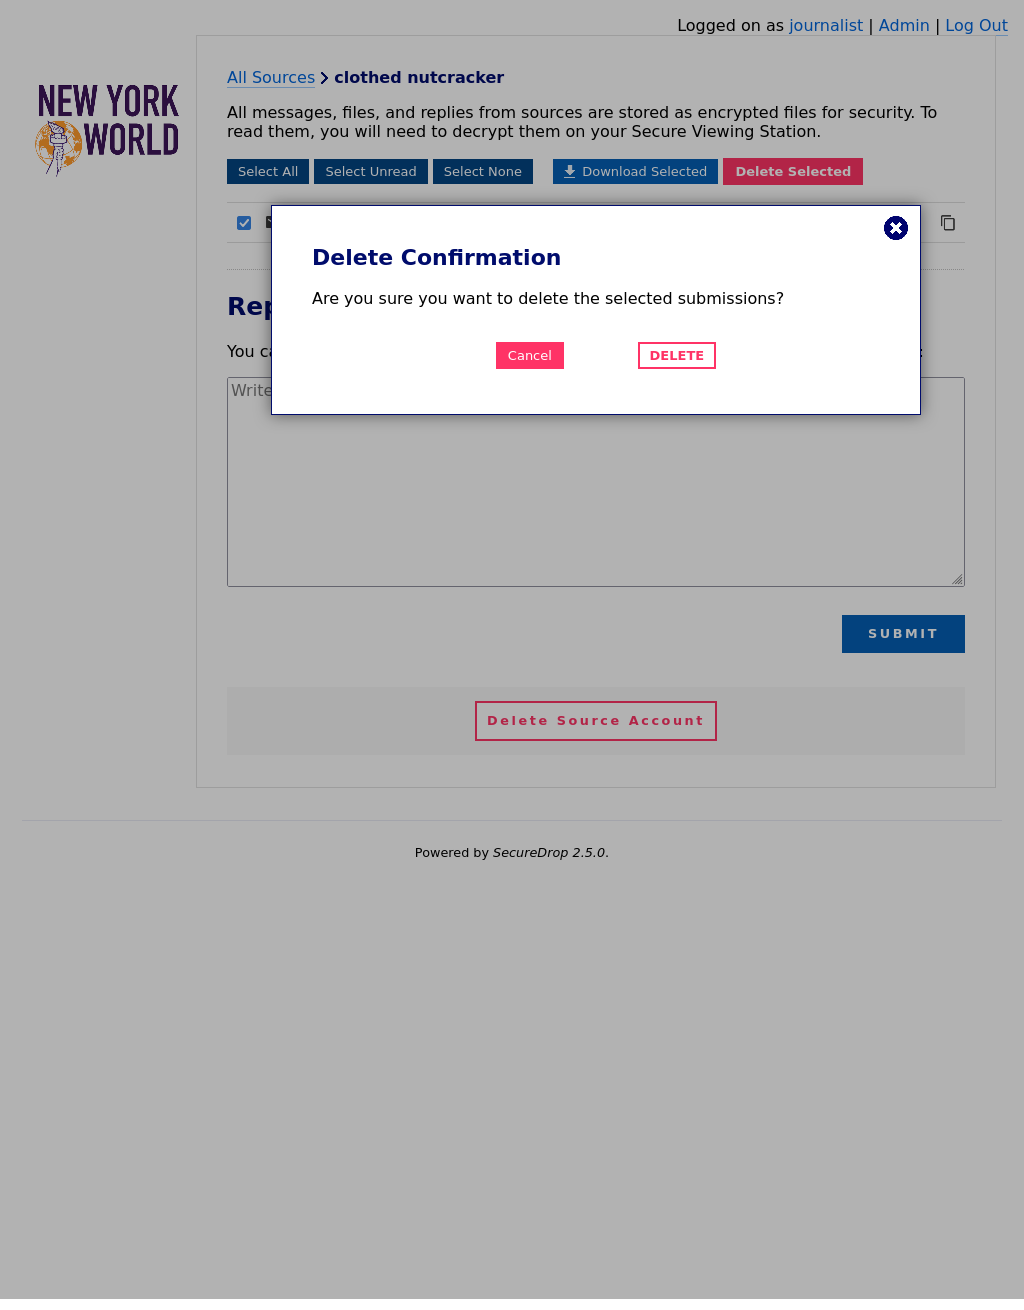 Logged on as journalist | Admin | Log Out
NEW YORK
WORLD
All Sources clothed nutcracker
All messages, files, and replies from sources are stored as encrypted files for security. To
read them, you will need to decrypt them on your Secure Viewing Station.
Select All Select Unread Select None Download Selected Delete Selected
Delete Confirmation
Are you sure you want to delete the selected submissions?
Cancel DELETE
You
Write
SUBMIT
Delete Source Account
Powered by SecureDrop 2.5.0.